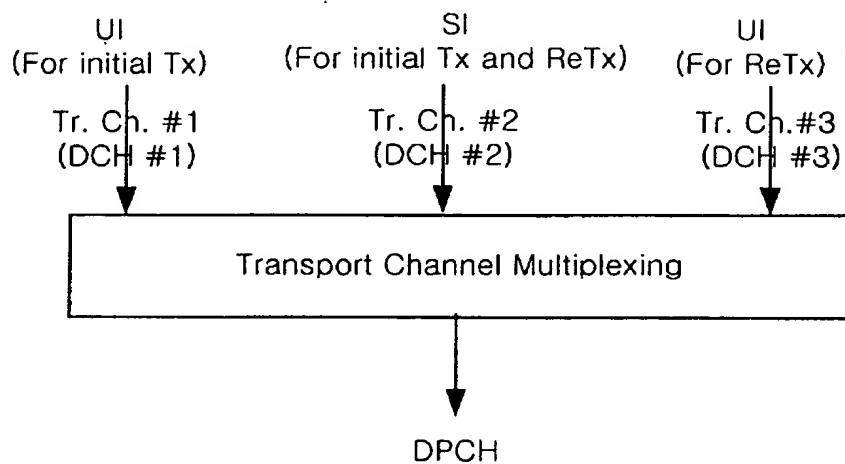 UI
(For initial Tx)
SI
(For initial Tx and ReTx)
UI
(For ReTx)
Tr. Ch. #1
(DCH #1)
Tr. Ch. #2
(DCH #2)
Tr. Ch.#3
(DCH #3)
Transport Channel Multiplexing
DPCH